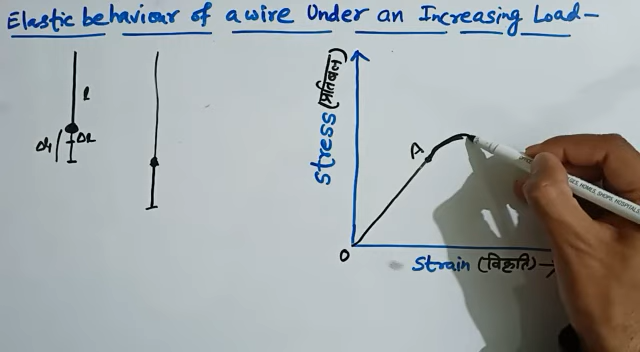 Elastic behaviour of a wire Under an Increasing Load-
l
Δl
Stress (प्रतिबल)
A
O
Strain (विकृति)